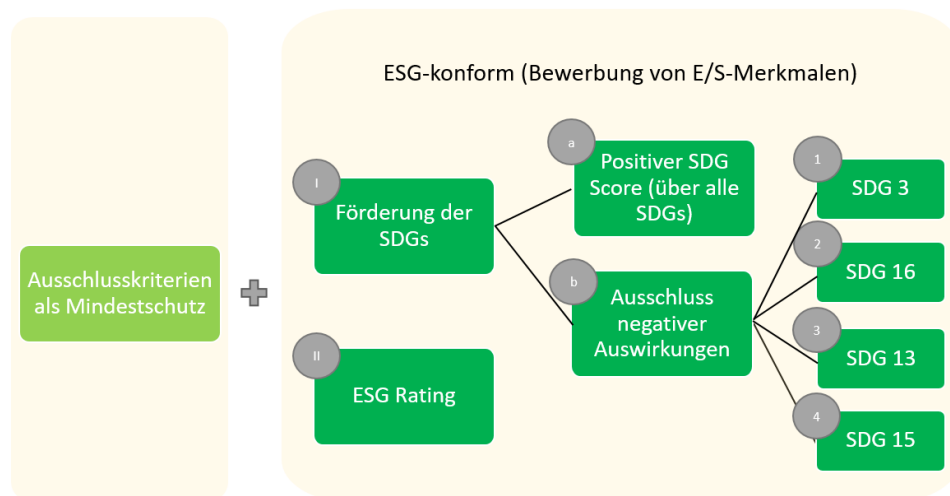 ESG-konform (Bewerbung von E/S-Merkmalen)
Ausschlusskriterien
als Mindestschutz
I
Förderung der
SDGs
II
ESG Rating
a
Positiver SDG
Score (über alle
SDGs)
b
Ausschluss
negativer
Auswirkungen
1
SDG 3
2
SDG 16
3
SDG 13
4
SDG 15